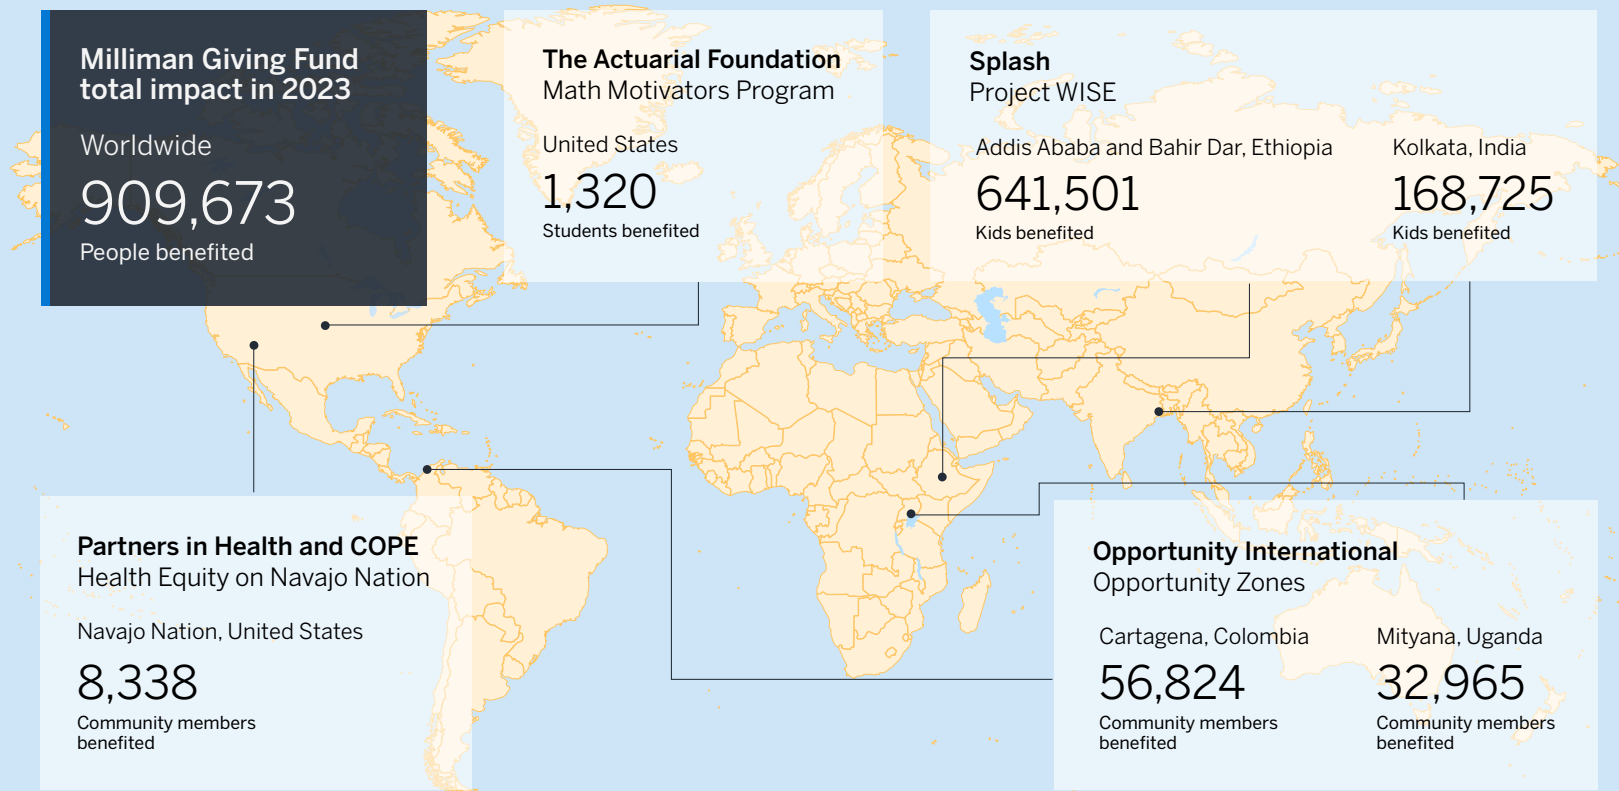 Milliman Giving Fund
total impact in 2023
Worldwide
909,673
People benefited
The Actuarial Foundation
Math Motivators Program
United States
1,320
Students benefited
Splash
Project WISE
Addis Ababa and Bahir Dar, Ethiopia
641,501
Kids benefited
Kolkata, India
168,725
Kids benefited
Partners in Health and COPE
Health Equity on Navajo Nation
Navajo Nation, United States
8,338
Community members
benefited
Opportunity International
Opportunity Zones
Cartagena, Colombia
56,824
Community members
benefited
Mityana, Uganda
32,965
Community members
benefited